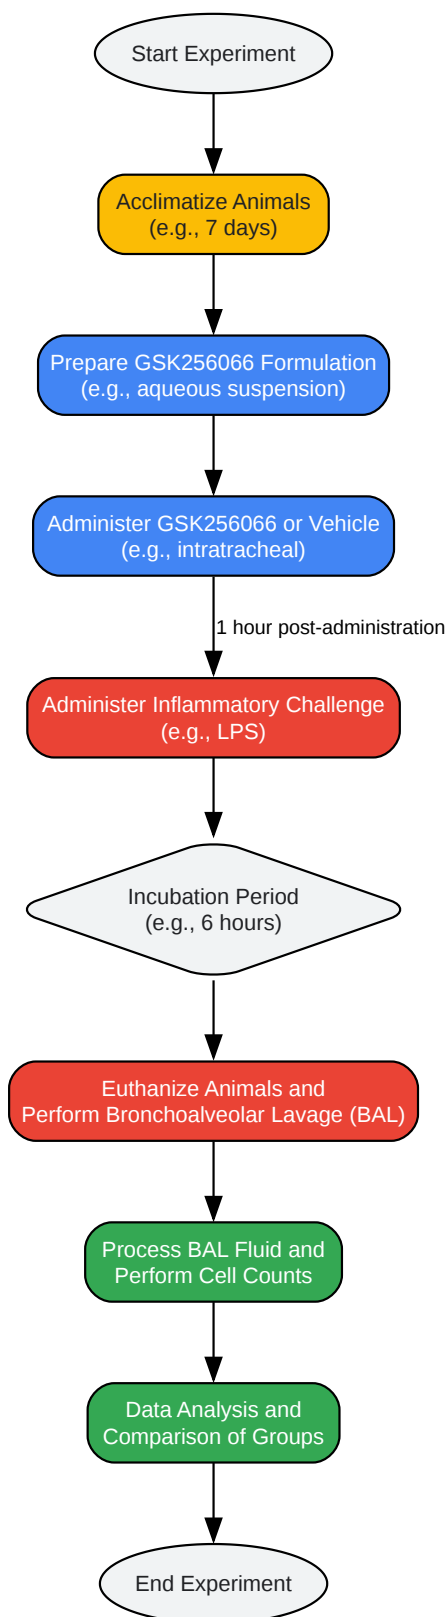 Start Experiment
Acclimatize Animals
(e.g., 7 days)
Prepare GSK256066 Formulation
(e.g., aqueous suspension)
Administer GSK256066 or Vehicle
(e.g., intratracheal)
1 hour post-administration
Administer Inflammatory Challenge
(e.g., LPS)
Incubation Period
(e.g., 6 hours)
Euthanize Animals and
Perform Bronchoalveolar Lavage (BAL)
Process BAL Fluid and
Perform Cell Counts
Data Analysis and
Comparison of Groups
End Experiment